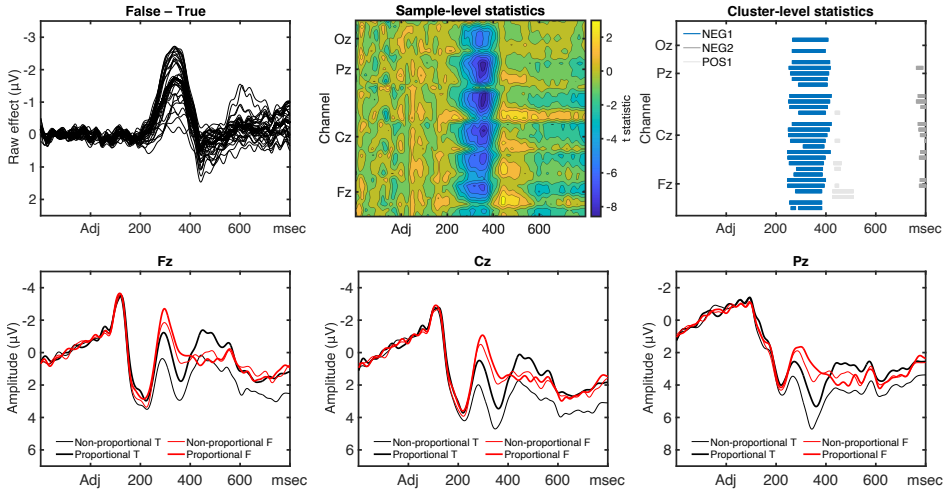 False – True
Raw effect (µV)
-3
-2
-1
0
1
2
Adj
200
400
600
msec
Sample-level statistics
Channel
Oz
Pz
Cz
Fz
Adj
200
400
600
2
0
-2
-4
-6
-8
t statistic
Cluster-level statistics
NEG1
NEG2
POS1
Channel
Oz
Pz
Cz
Fz
Adj
200
400
600
msec
Fz
Amplitude (µV)
-4
-2
0
2
4
6
Non-proportional T
Proportional T
Non-proportional F
Proportional F
Adj
200
400
600
msec
Cz
Amplitude (µV)
-4
-2
0
2
4
6
Non-proportional T
Proportional T
Non-proportional F
Proportional F
Adj
200
400
600
msec
Pz
Amplitude (µV)
-2
0
2
4
6
8
Non-proportional T
Proportional T
Non-proportional F
Proportional F
Adj
200
400
600
msec